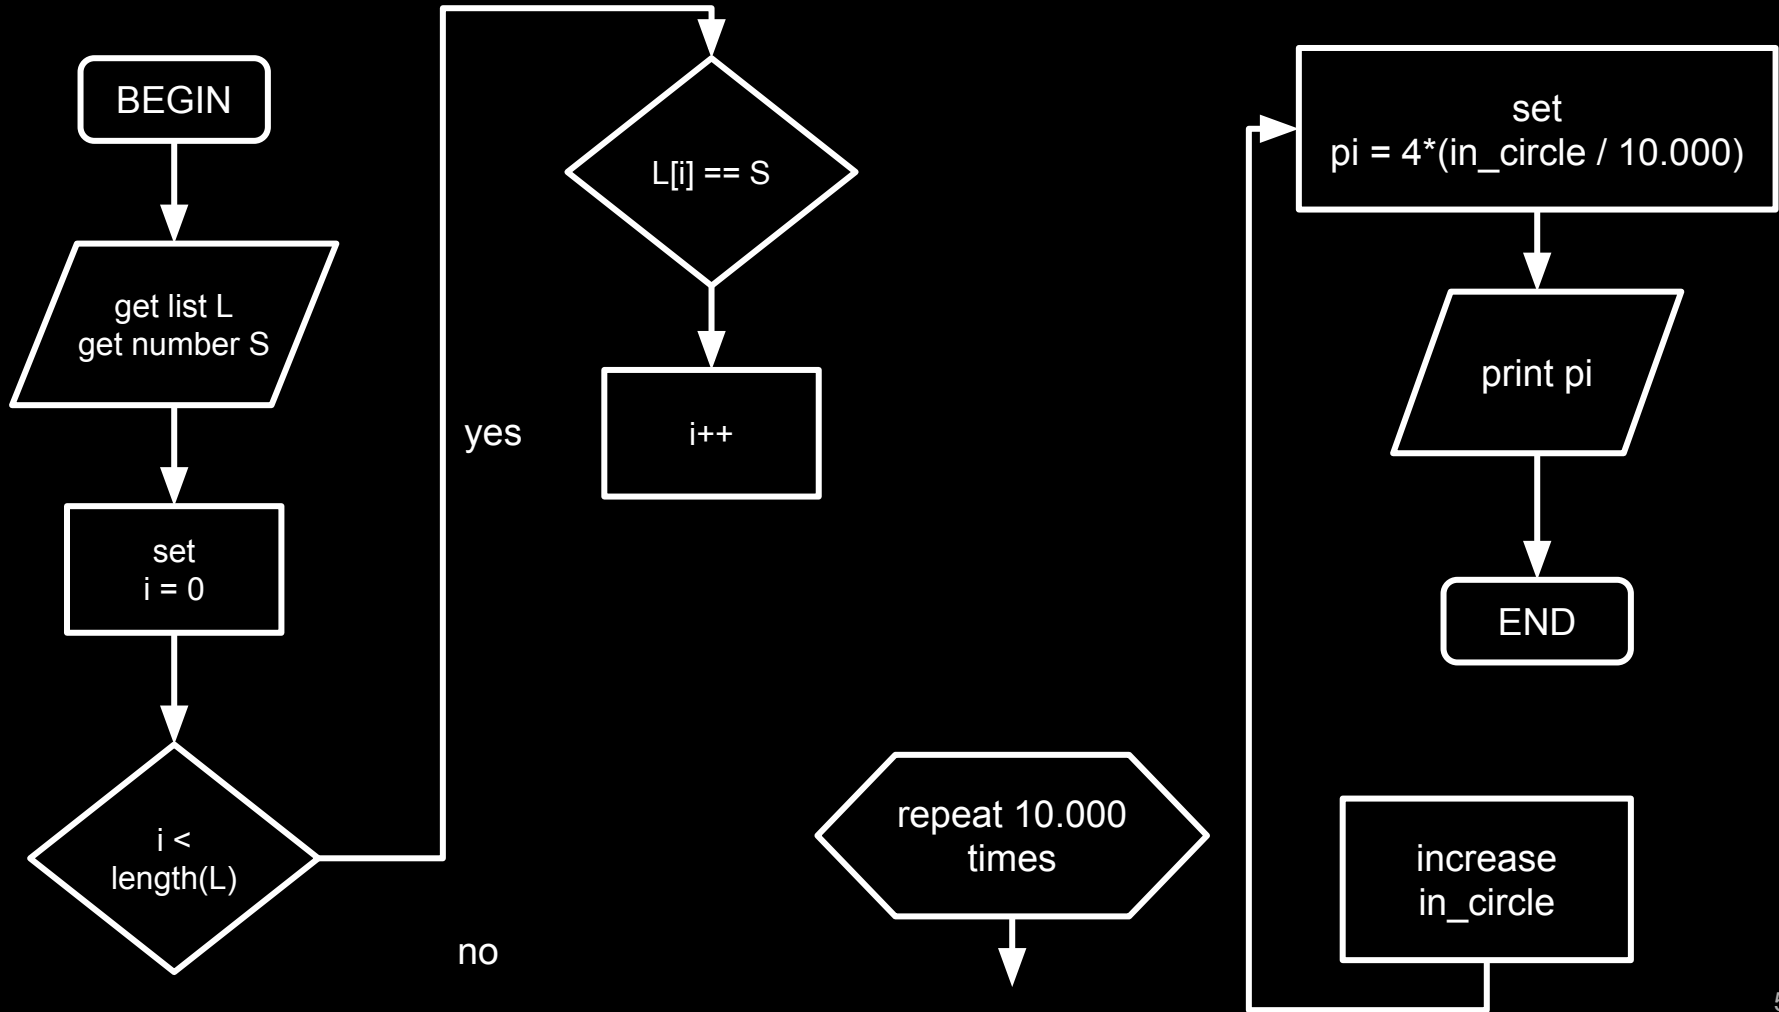 BEGIN
get list L
get number S
set
i = 0
i <
length(L)
yes
no
L[i] == S
i++
repeat 10.000
times
set
pi = 4*(in_circle / 10.000)
print pi
END
increase
in_circle